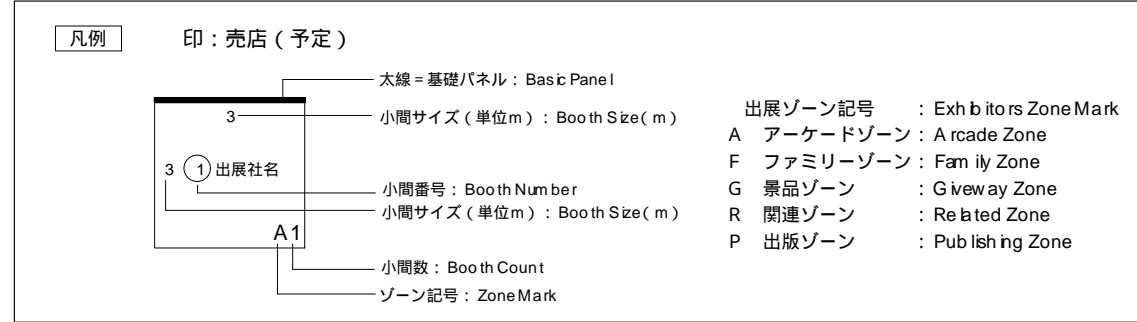 凡例 印：売店（予定）
太線＝基礎パネル：Basic Panel
3 小間サイズ（単位m）：Booth Size(m)
3 1 出展社名
小間番号：Booth Number
小間サイズ（単位m）：Booth Size(m)
A1
小間数：Booth Count
ゾーン記号：Zone Mark
出展ゾーン記号 : Exhibitors Zone Mark
A アーケードゾーン : Arcade Zone
F ファミリーゾーン : Family Zone
G 景品ゾーン : Giveway Zone
R 関連ゾーン : Related Zone
P 出版ゾーン : Publishing Zone